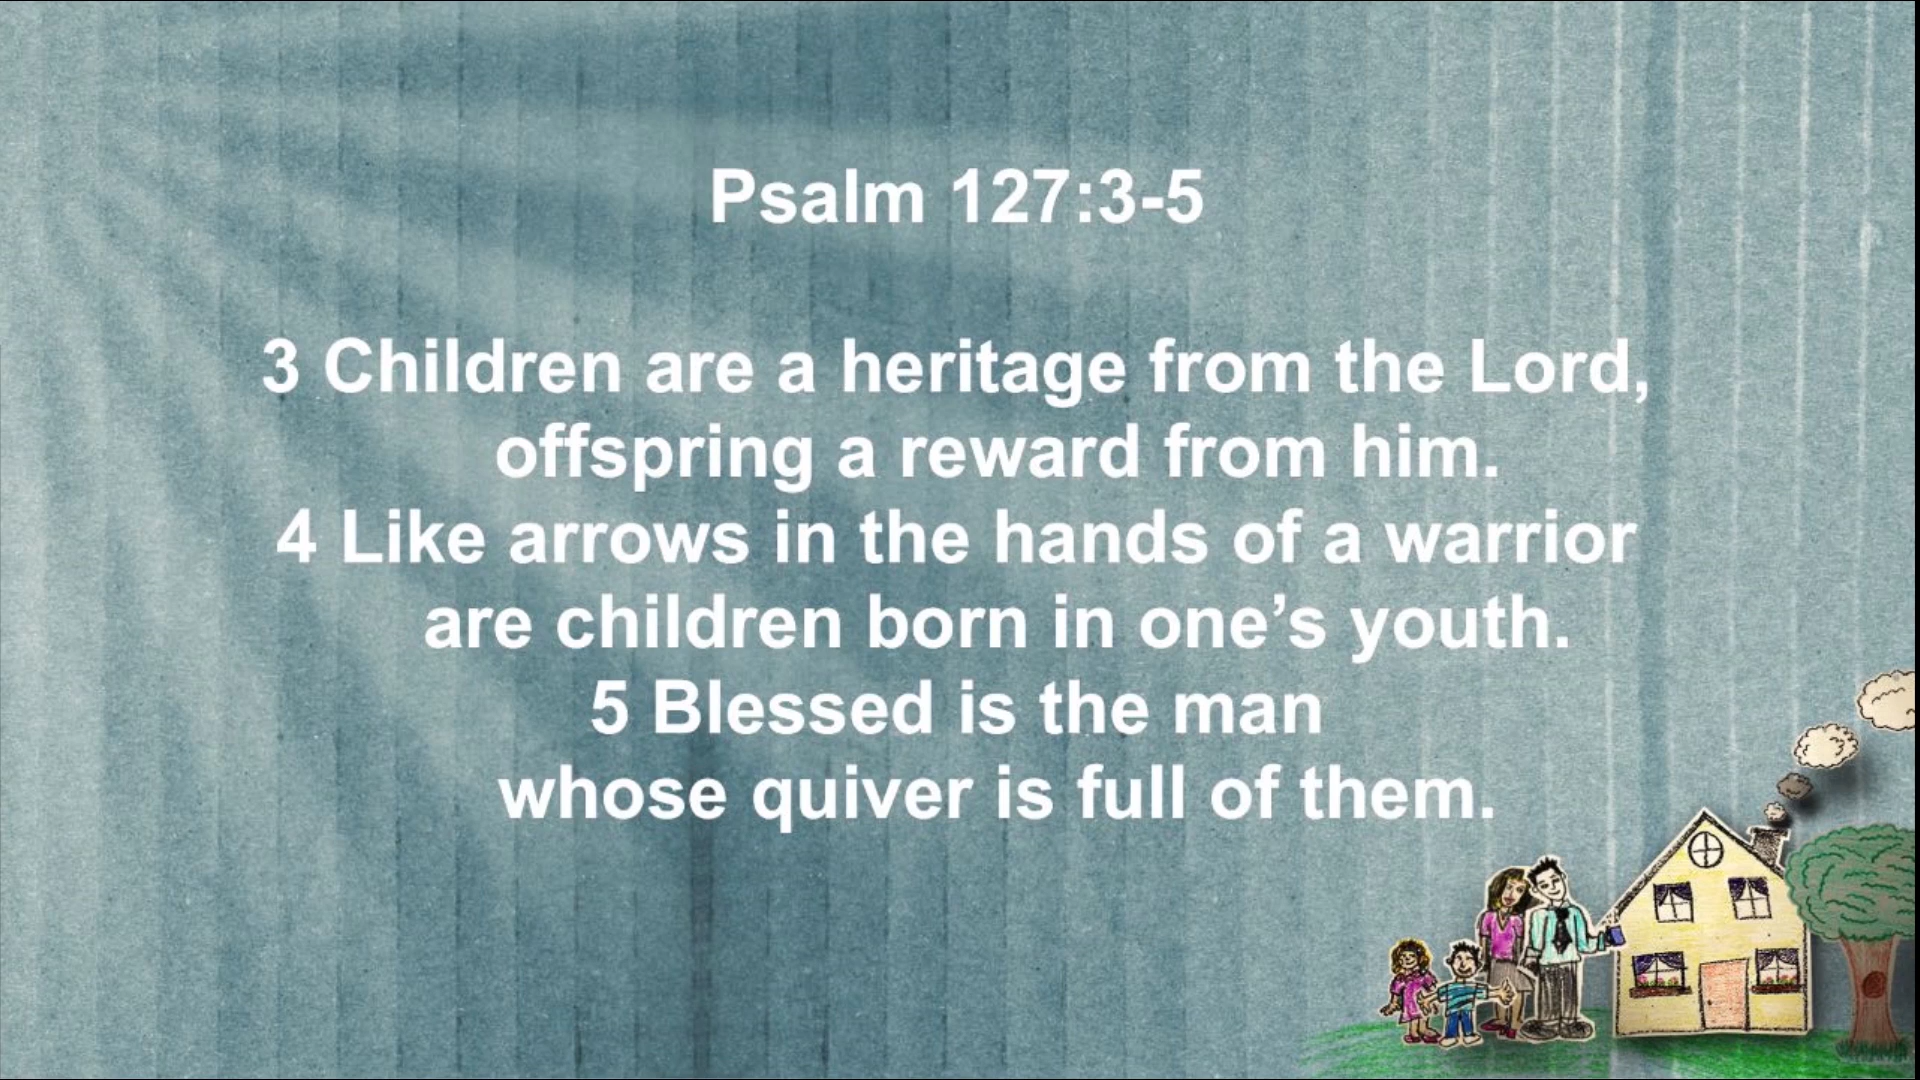 Psalm 127:3-5
3 Children are a heritage from the Lord,
offspring a reward from him.
4 Like arrows in the hands of a warrior
are children born in one’s youth.
5 Blessed is the man
whose quiver is full of them.